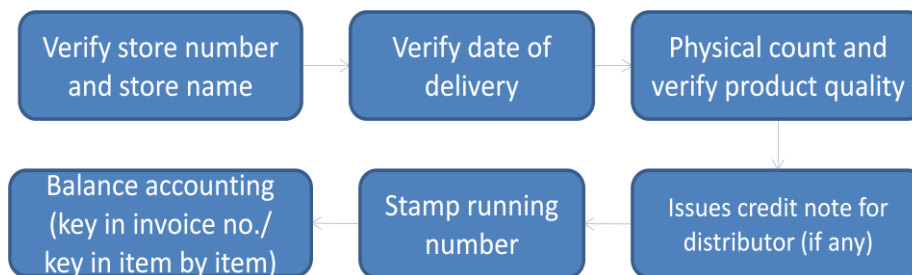 Verify store number
and store name
Verify date of
delivery
Physical count and
verify product quality
Issues credit note for
distributor (if any)
Stamp running
number
Balance accounting
(key in invoice no./
key in item by item)